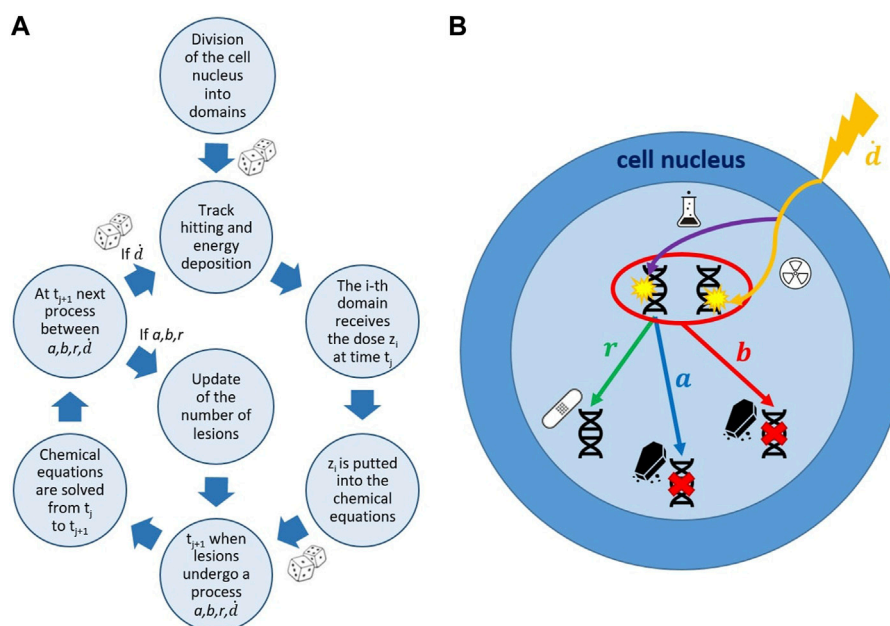 A
Division
of the cell
nucleus
into
domains
Track
hitting and
energy
deposition
If ḋ
At t_{j+1} next
process
between
a,b,r,ḋ
If a,b,r
The i-th
domain
receives
the dose z_i
at time t_j
Update
of the
number of
lesions
Chemical
equations
are solved
from t_j
to t_{j+1}
z_i is putted
into the
chemical
equations
t_{j+1} when
lesions
undergo a
process
a,b,r,ḋ
B
cell nucleus
ḋ
r
a
b